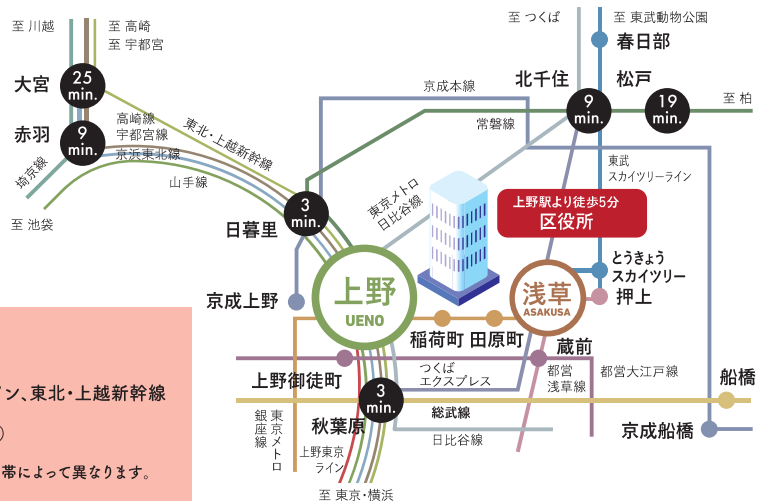 至 川越
至 高崎
至 宇都宮
至 つくば
至 東武動物公園
春日部
大宮
25
min.
京成本線
北千住
松戸
至 柏
赤羽
9
min.
高崎線
宇都宮線
京浜東北線
東北・上越新幹線
常磐線
9
min.
19
min.
埼京線
山手線
東武
スカイツリーライン
至 池袋
日暮里
3
min.
東京メトロ
日比谷線
上野駅より徒歩5分
区役所
とうきょう
スカイツリー
押上
京成上野
上野
UENO
浅草
ASAKUSA
稲荷町
田原町
蔵前
上野御徒町
つくば
エクスプレス
都営
浅草線
都営大江戸線
船橋
ン、東北・上越新幹線
3
min.
秋葉原
総武線
日比谷線
京成船橋
東京メトロ
銀座線
上野東京
ライン
)
帯によって異なります。
至 東京・横浜